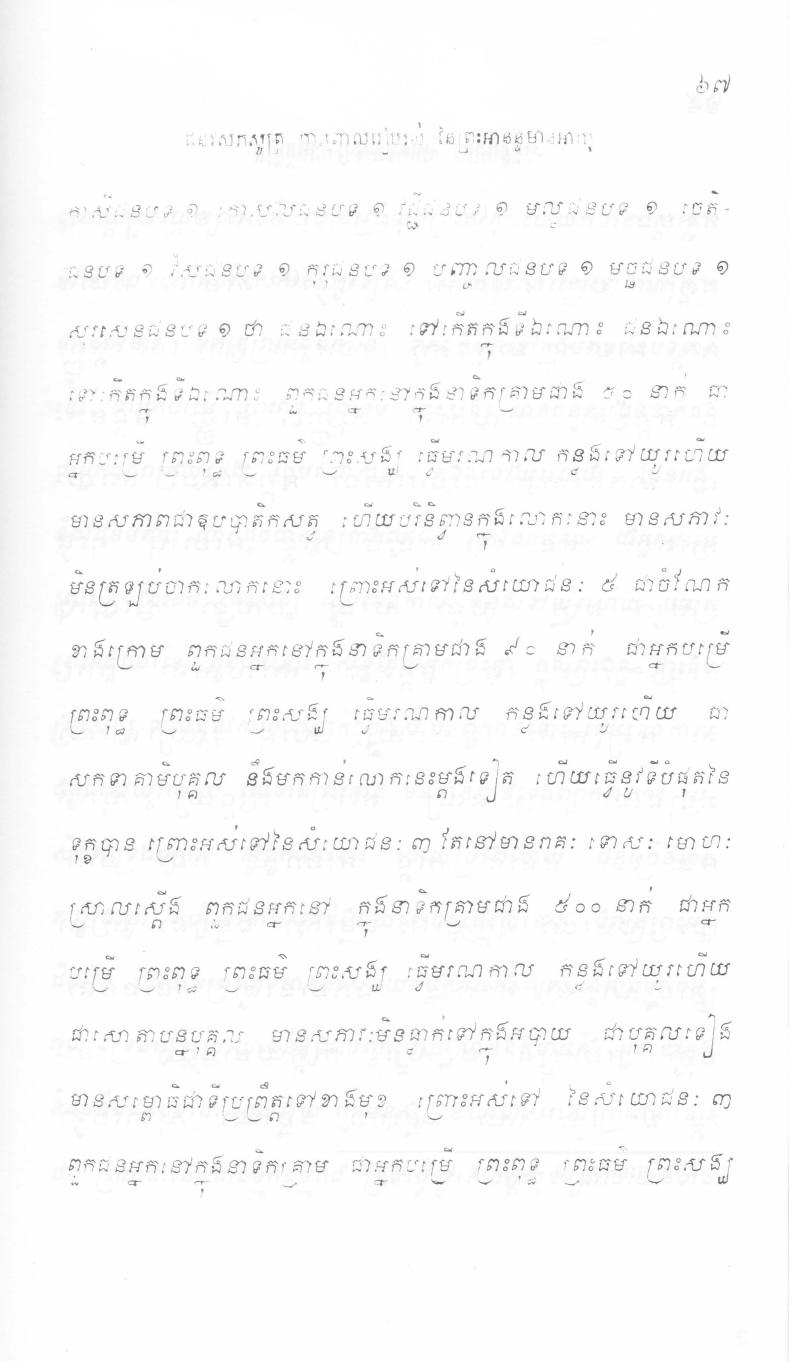 ៦៧
ជនវសភសូត្រ ពាក្យពោលរៀបរាប់ នៃព្រះអានន្ទមានអាយុ
កាសីជនបទ ១ កោសលជនបទ ១ វជ្ជីជនបទ ១ មល្លជនបទ ១ ចេតិ-
ជនបទ ១ វំសជនបទ ១ កុរុជនបទ ១ បញ្ចាលជនបទ ១ មច្ឆជនបទ ១
សូរសេនជនបទ ១ ថា ជនឯណោះ ទៅកើតក្នុងទីឯណោះ ជនឯណោះ
ទៅកើតក្នុងទីឯណោះ ពួកជនអ្នកនៅក្នុងនាទិកគ្រាមជាង ៥០ នាក់ ជា
អ្នកបម្រើ ព្រះពុទ្ធ ព្រះធម៌ ព្រះសង្ឃ ធ្វើមរណកាល កន្លងទៅយូរហើយ
មានសភាពជាឧបបាតិកសត្វ ហើយបរិនិព្វានក្នុងលោកនោះ មានសភាវៈ
មិនត្រឡប់ចាកលោកនោះ ព្រោះអស់ទៅនៃសំយោជនៈ ៥ ជាចំណែក
ខាងក្រោម ពួកជនអ្នកនៅក្នុងនាទិកគ្រាមជាង ៩០ នាក់ ជាអ្នកបម្រើ
ព្រះពុទ្ធ ព្រះធម៌ ព្រះសង្ឃ ធ្វើមរណកាល កន្លងទៅយូរហើយ ជា
សកទាគាមិបុគ្គល នឹងមកកាន់លោកនេះម្តងទៀត ហើយធ្វើនូវទីបំផុតនៃ
ទុក្ខបាន ព្រោះអស់ទៅនៃសំយោជនៈ ៣ តែនៅមានរាគៈ ទោសៈ មោហៈ
ស្រាលស្តើង ពួកជនអ្នកនៅ ក្នុងនាទិកគ្រាមជាង ៥០០ នាក់ ជាអ្នក
បម្រើ ព្រះពុទ្ធ ព្រះធម៌ ព្រះសង្ឃ ធ្វើមរណកាល កន្លងទៅយូរហើយ
ជាសោតាបន្នបុគ្គល មានសភាវៈមិនធ្លាក់ទៅក្នុងអបាយ ជាបុគ្គលទៀង
មានសម្ពោធិជាទីប្រព្រឹត្តទៅខាងមុខ ព្រោះអស់ទៅ នៃសំយោជនៈ ៣
ពួកជនអ្នកនៅក្នុងនាទិកគ្រាម ជាអ្នកបម្រើ ព្រះពុទ្ធ ព្រះធម៌ ព្រះសង្ឃ